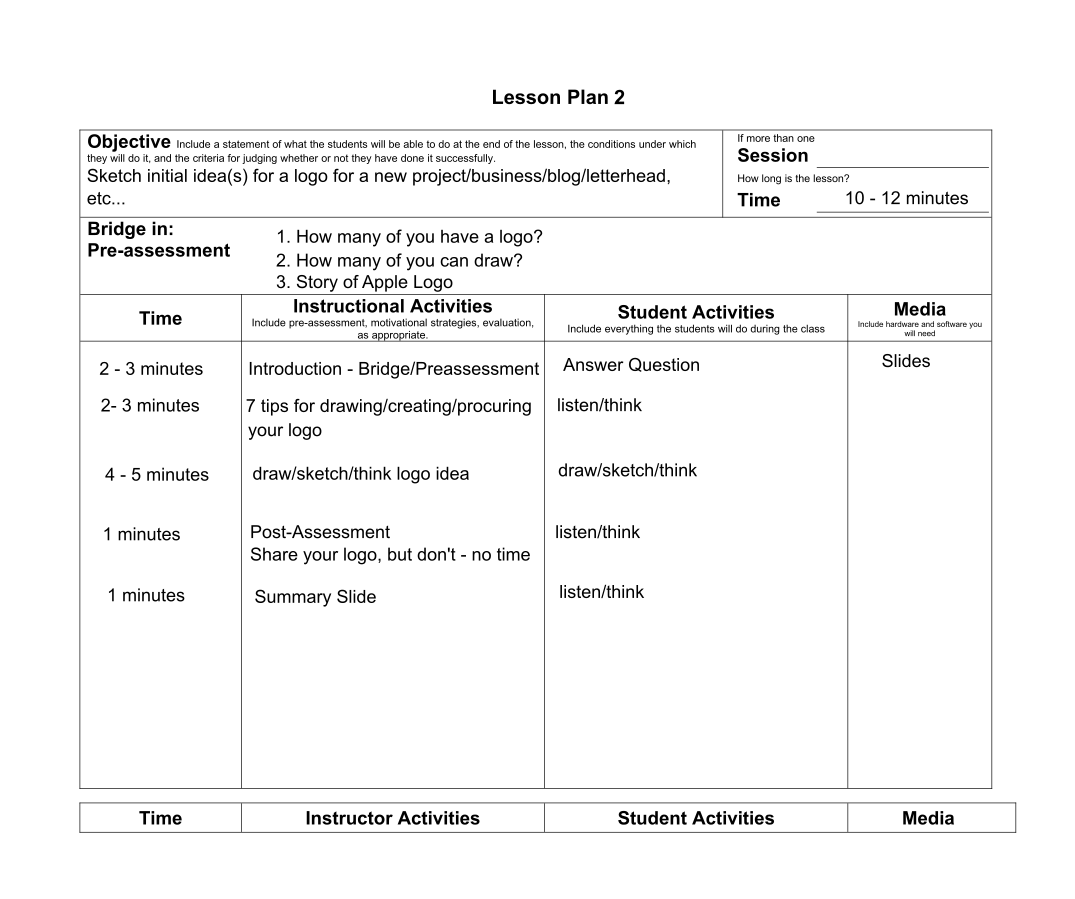 Lesson Plan 2
Objective Include a statement of what the students will be able to do at the end of the lesson, the conditions under which
they will do it, and the criteria for judging whether or not they have done it successfully.
Sketch initial idea(s) for a logo for a new project/business/blog/letterhead,
etc...
If more than one
Session
How long is the lesson?
Time 10 - 12 minutes
Bridge in:
Pre-assessment
1. How many of you have a logo?
2. How many of you can draw?
3. Story of Apple Logo
Time
Instructional Activities
Include pre-assessment, motivational strategies, evaluation,
as appropriate.
Student Activities
Include everything the students will do during the class
Media
Include hardware and software you
will need
2 - 3 minutes Introduction - Bridge/Preassessment Answer Question Slides
2- 3 minutes 7 tips for drawing/creating/procuring listen/think
your logo
4 - 5 minutes draw/sketch/think logo idea draw/sketch/think
1 minutes Post-Assessment listen/think
Share your logo, but don't - no time
1 minutes Summary Slide listen/think
Time Instructor Activities Student Activities Media